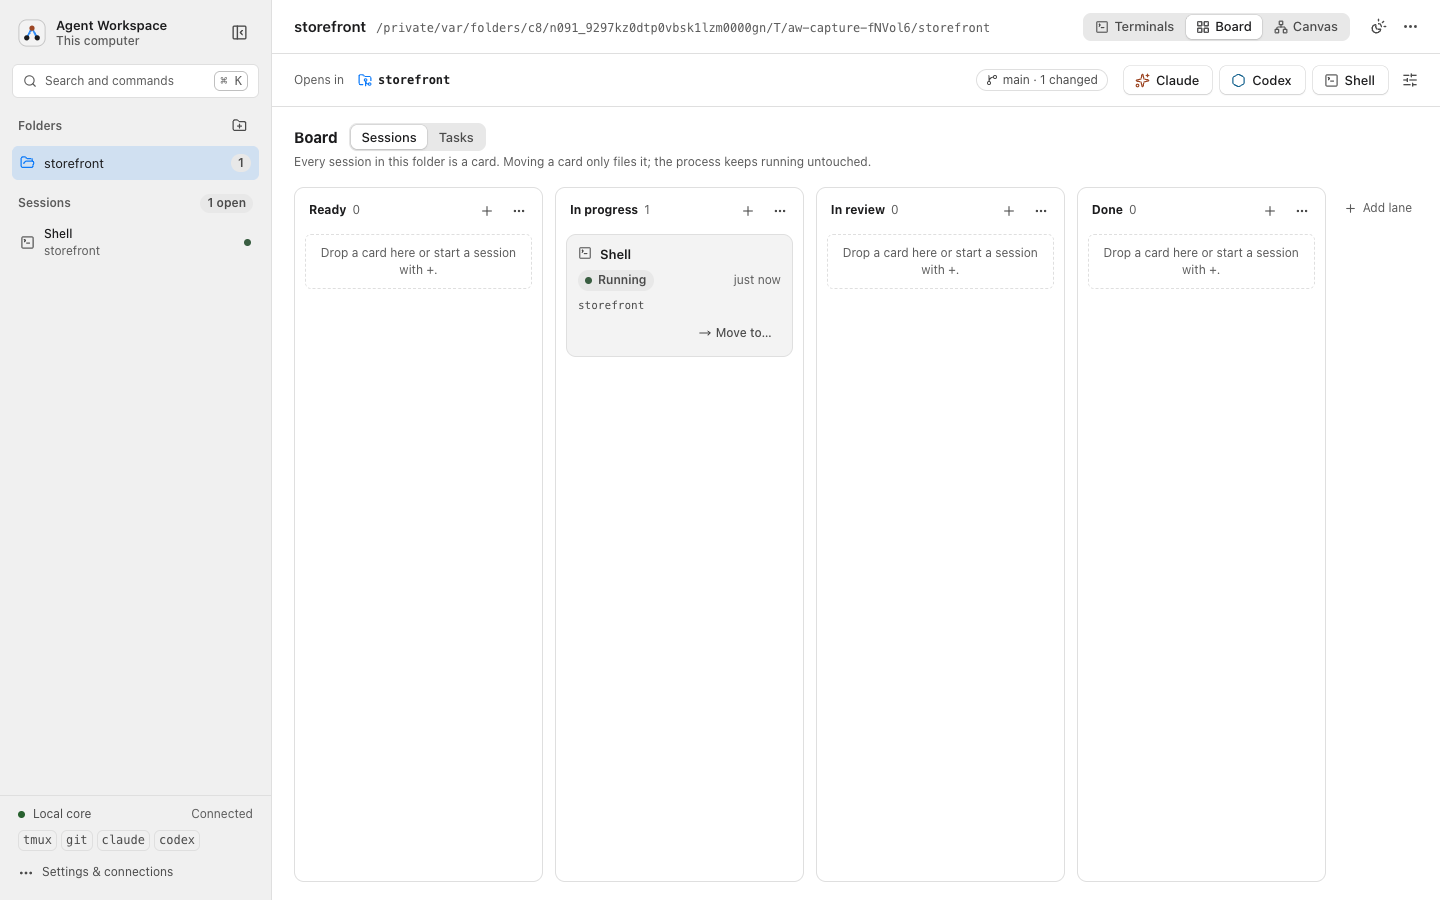 Agent Workspace
This computer
Search and commands ⌘ K
Folders
storefront 1
Sessions 1 open
Shell
storefront
Local core Connected
tmux git claude codex
Settings & connections
storefront /private/var/folders/c8/n091_9297kz0dtp0vbsk1lzm0000gn/T/aw-capture-fNVol6/storefront
Terminals Board Canvas
Opens in storefront
main · 1 changed Claude Codex Shell
Board Sessions Tasks
Every session in this folder is a card. Moving a card only files it; the process keeps running untouched.
Ready 0
Drop a card here or start a session
with +.
In progress 1
Shell
Running just now
storefront
→ Move to...
In review 0
Drop a card here or start a session
with +.
Done 0
Drop a card here or start a session
with +.
+ Add lane